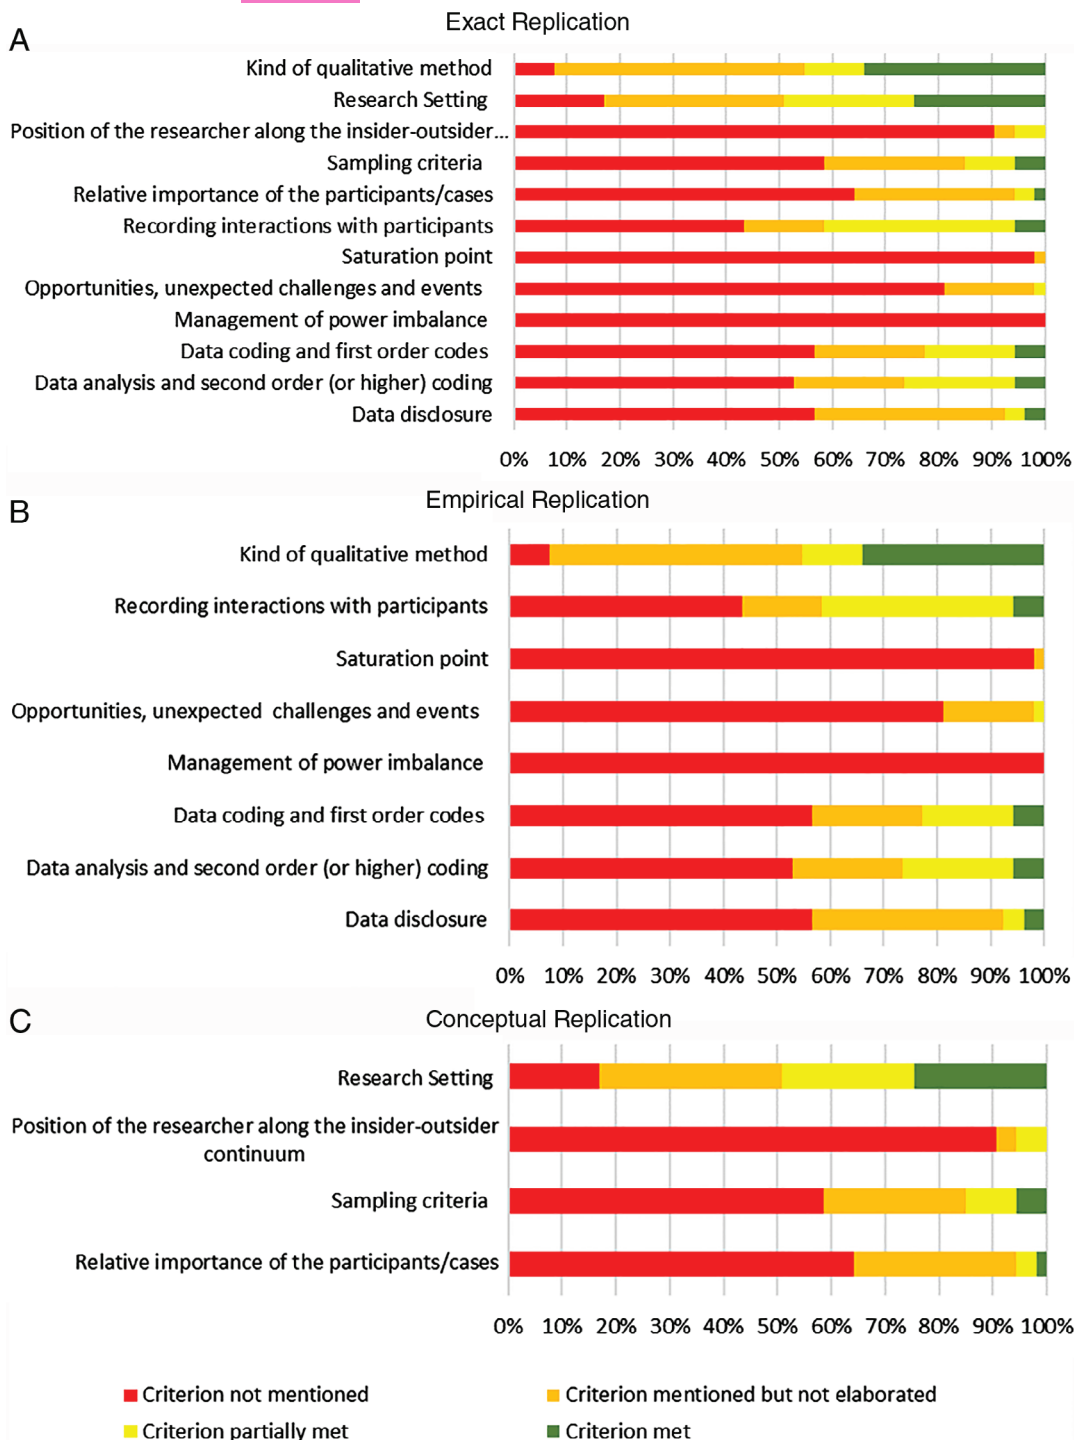 Exact Replication
A
Kind of qualitative method
Research Setting
Position of the researcher along the insider-outsider...
Sampling criteria
Relative importance of the participants/cases
Recording interactions with participants
Saturation point
Opportunities, unexpected challenges and events
Management of power imbalance
Data coding and first order codes
Data analysis and second order (or higher) coding
Data disclosure
0% 10% 20% 30% 40% 50% 60% 70% 80% 90% 100%
Empirical Replication
B
Kind of qualitative method
Recording interactions with participants
Saturation point
Opportunities, unexpected challenges and events
Management of power imbalance
Data coding and first order codes
Data analysis and second order (or higher) coding
Data disclosure
0% 10% 20% 30% 40% 50% 60% 70% 80% 90% 100%
C
Conceptual Replication
Research Setting
Position of the researcher along the insider-outsider
continuum
Sampling criteria
Relative importance of the participants/cases
0% 10% 20% 30% 40% 50% 60% 70% 80% 90% 100%
Criterion not mentioned
Criterion mentioned but not elaborated
Criterion partially met
Criterion met